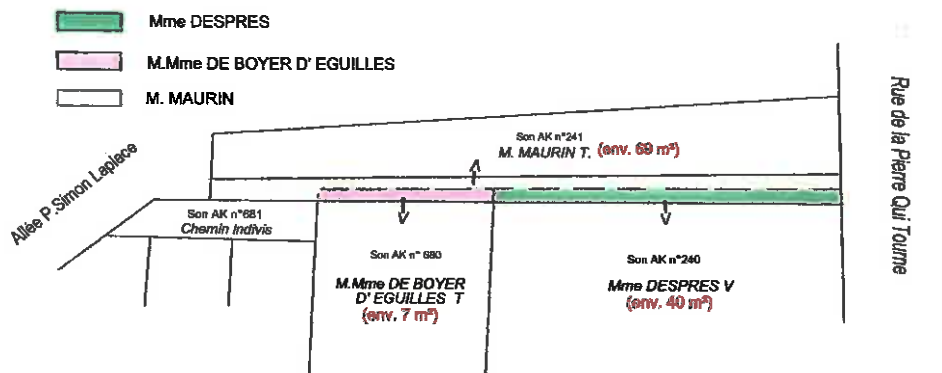 Mme DESPRES
M.Mme DE BOYER D' EGUILLES
M. MAURIN
Rue de la Pierre Qui Tourne
Allée P.Simon Laplace
Son AK n°241
M. MAURIN T. (env. 69 m²)
Son AK n°681
Chemin Indivis
Son AK n° 680
M.Mme DE BOYER
D' EGUILLES T
(env. 7 m²)
Son AK n°240
Mme DESPRES V
(env. 40 m²)